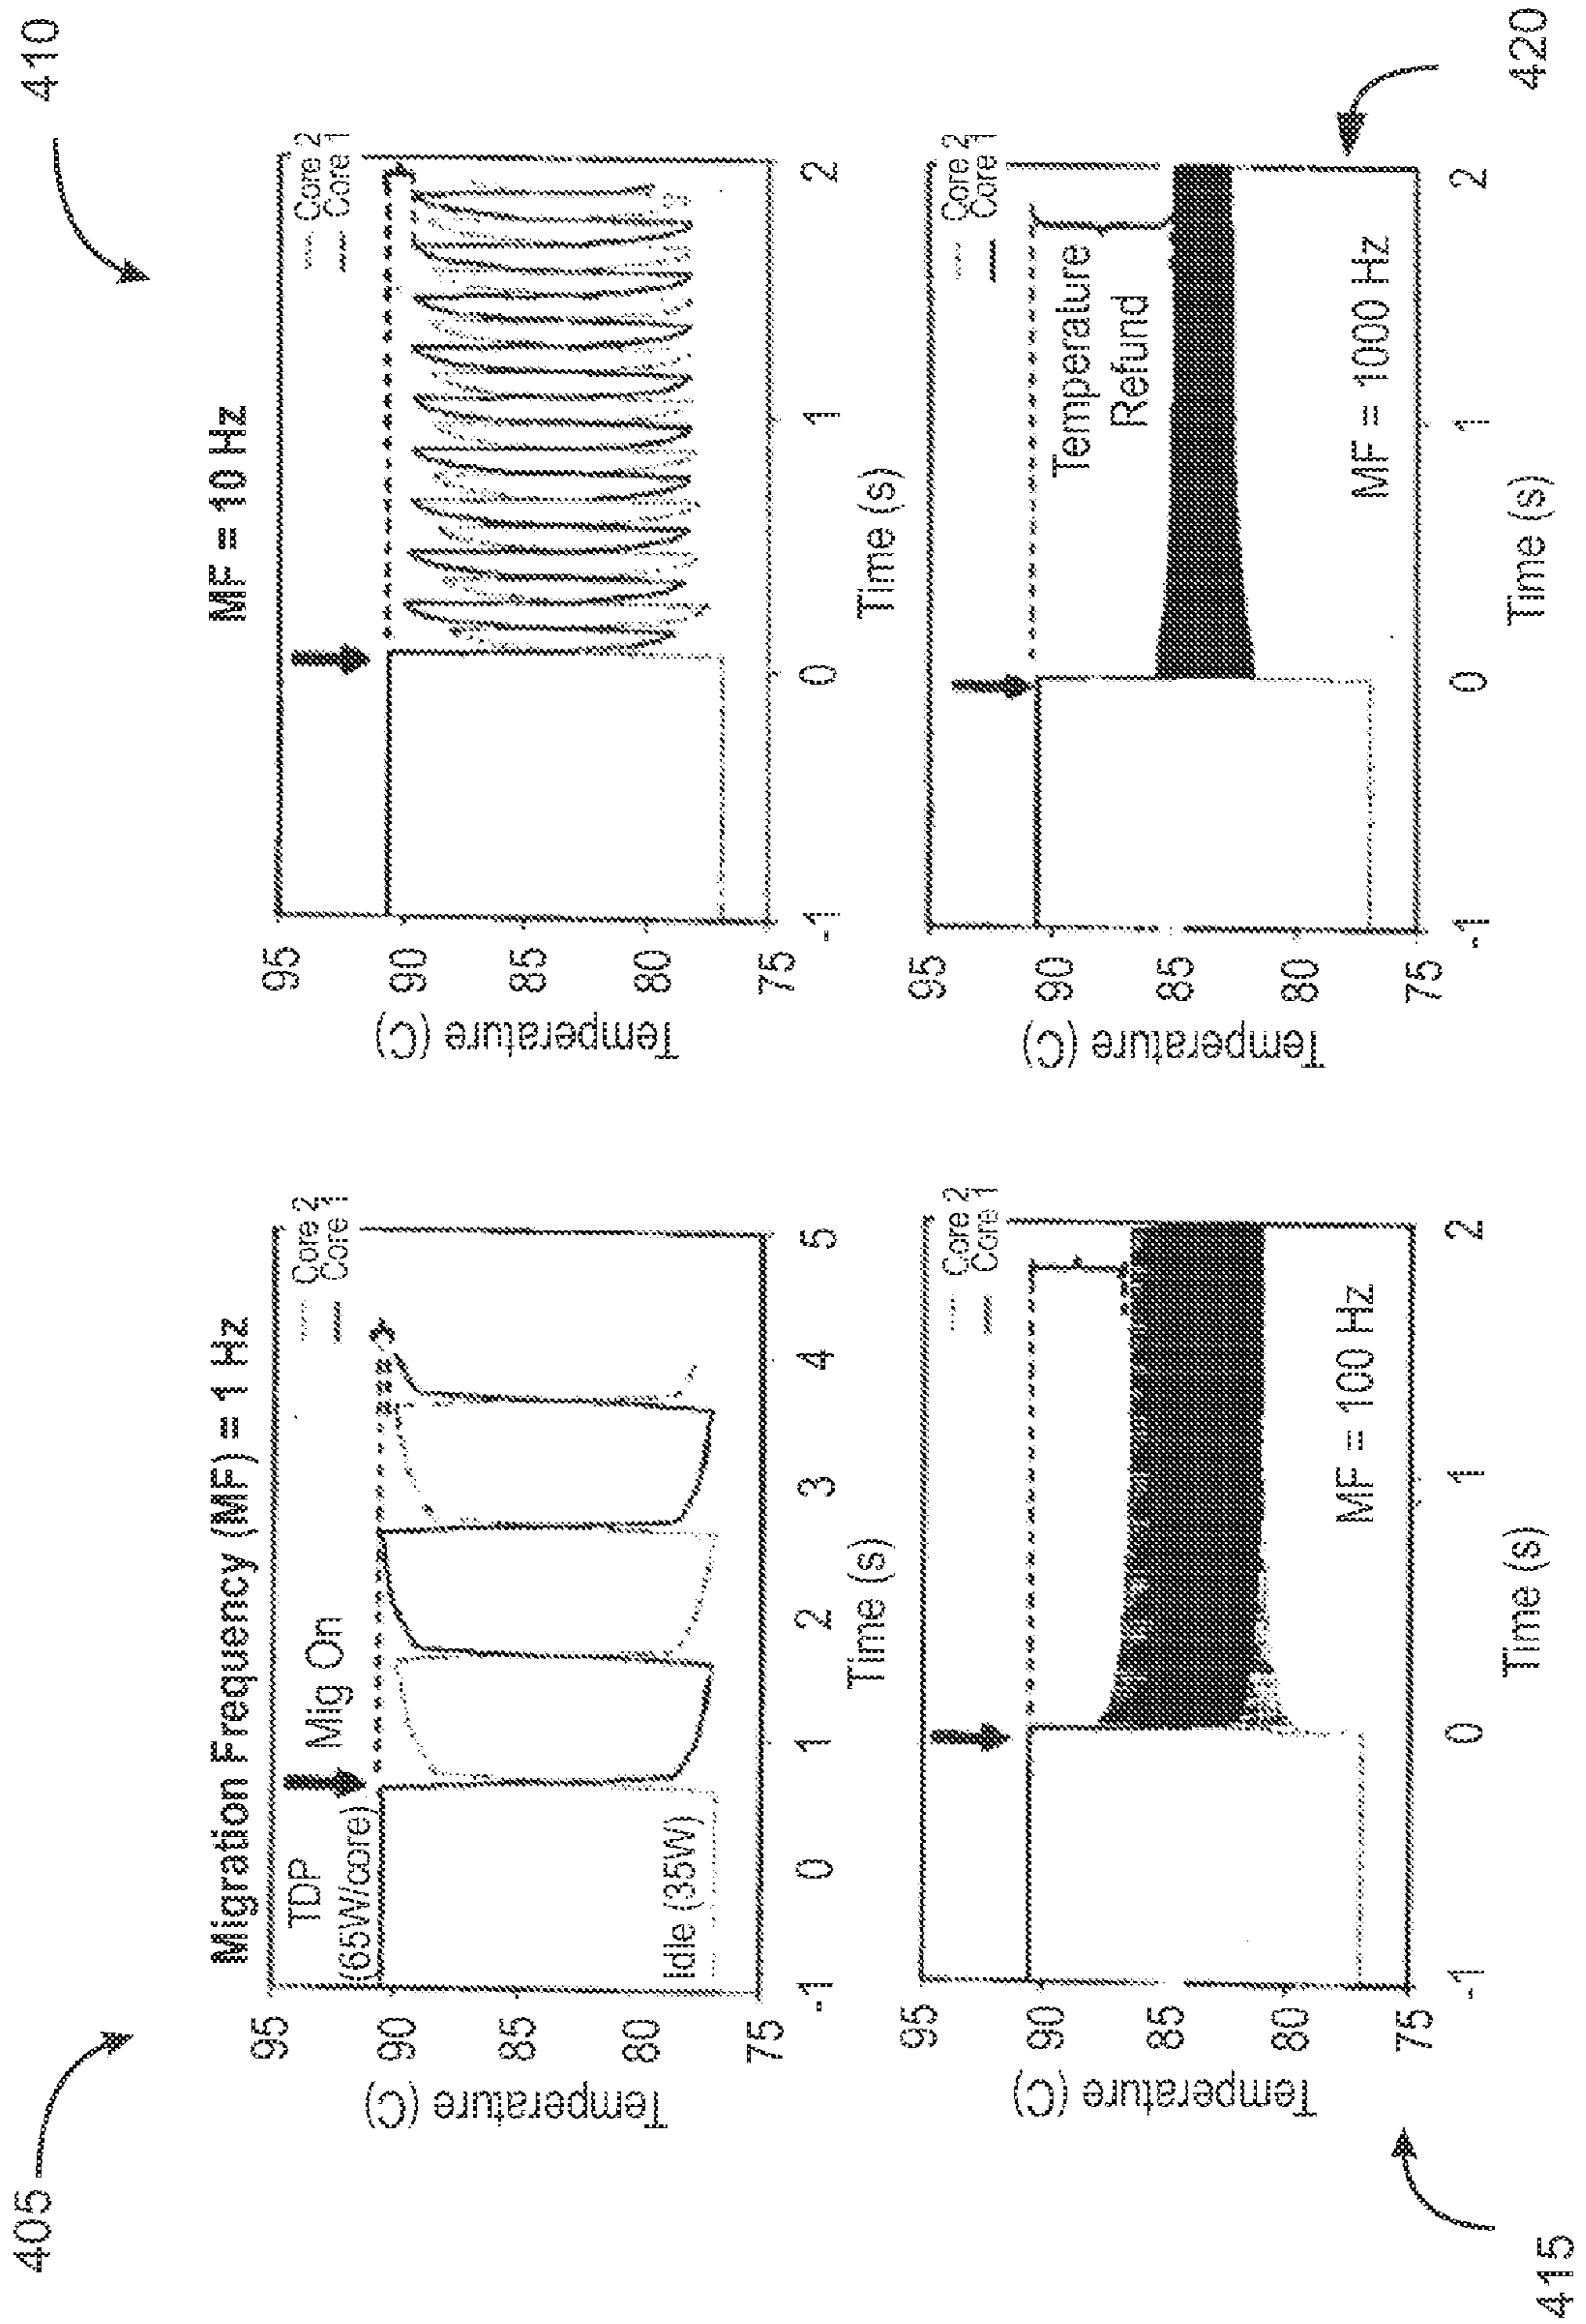 405
410
Migration Frequency (MF) = 1 Hz
95
90
85
80
75
Temperature (C)
TDP
(65W/core)
Mig On
Idle (35W)
Core 2
Core 1
-1
0
1
2
3
4
5
Time (s)
MF = 10 Hz
95
90
85
80
75
Temperature (C)
Core 2
Core 1
-1
0
1
2
Time (s)
95
90
85
80
75
Temperature (C)
Core 2
Core 1
MF = 100 Hz
-1
0
1
2
Time (s)
95
90
85
80
75
Temperature (C)
Core 2
Core 1
Temperature
Refund
MF = 1000 Hz
-1
0
1
2
Time (s)
415
420